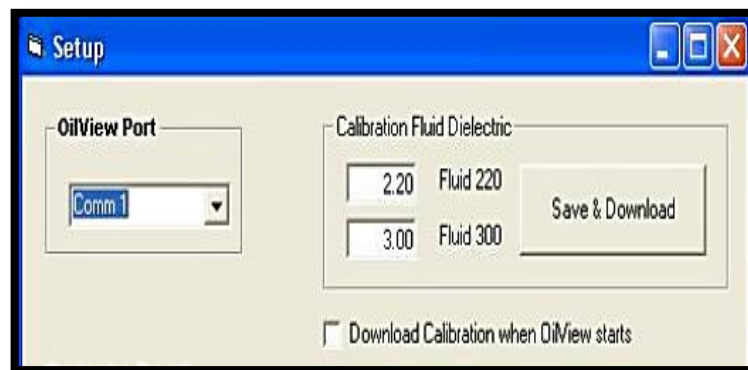 Setup
OilView Port
Comm 1
Calibration Fluid Dielectric
2.20 Fluid 220
3.00 Fluid 300
Save & Download
Download Calibration when OilView starts